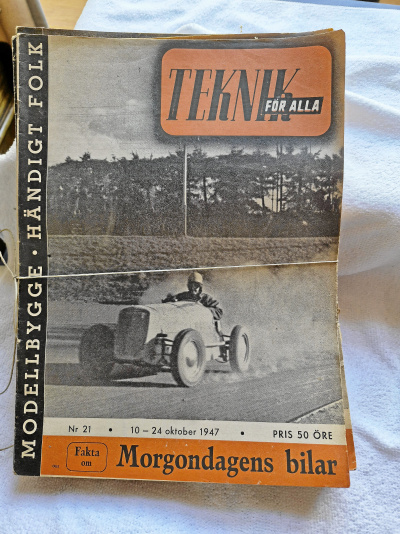 TEKNIK
FÖR ALLA
MODELLBYGGE · HÄNDIGT FOLK
Nr 21 • 10 — 24 oktober 1947 • PRIS 50 ÖRE
Fakta
om
Morgondagens bilar